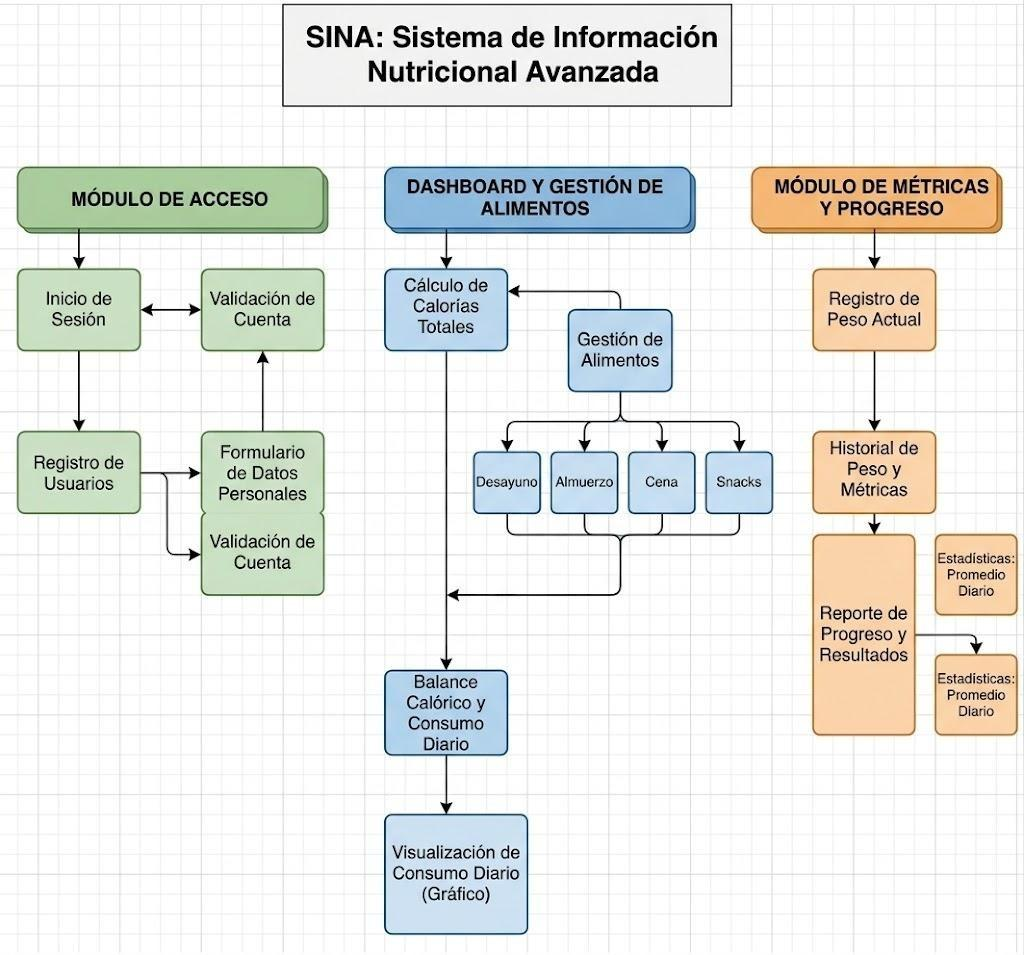 SINA: Sistema de Información
Nutricional Avanzada
MÓDULO DE ACCESO
Inicio de
Sesión
Validación de
Cuenta
Registro de
Usuarios
Formulario
de Datos
Personales
Validación de
Cuenta
DASHBOARD Y GESTIÓN DE
ALIMENTOS
Cálculo de
Calorías
Totales
Gestión de
Alimentos
Desayuno
Almuerzo
Cena
Snacks
Balance
Calórico y
Consumo
Diario
Visualización de
Consumo Diario
(Gráfico)
MÓDULO DE MÉTRICAS
Y PROGRESO
Registro de
Peso Actual
Historial de
Peso y
Métricas
Reporte de
Progreso y
Resultados
Estadísticas:
Promedio
Diario
Estadísticas:
Promedio
Diario